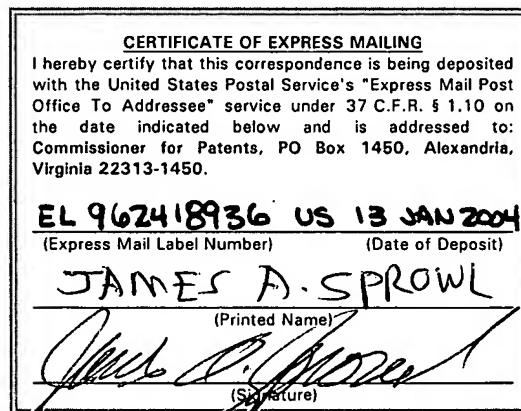 CERTIFICATE OF EXPRESS MAILING
I hereby certify that this correspondence is being deposited
with the United States Postal Service's "Express Mail Post
Office To Addressee" service under 37 C.F.R. § 1.10 on
the date indicated below and is addressed to:
Commissioner for Patents, PO Box 1450, Alexandria,
Virginia 22313-1450.
EL 962418936 US 13 JAN 2004
(Express Mail Label Number) (Date of Deposit)
JAMES A. SPROWL
(Printed Name)
James A. Sprowl
(Signature)